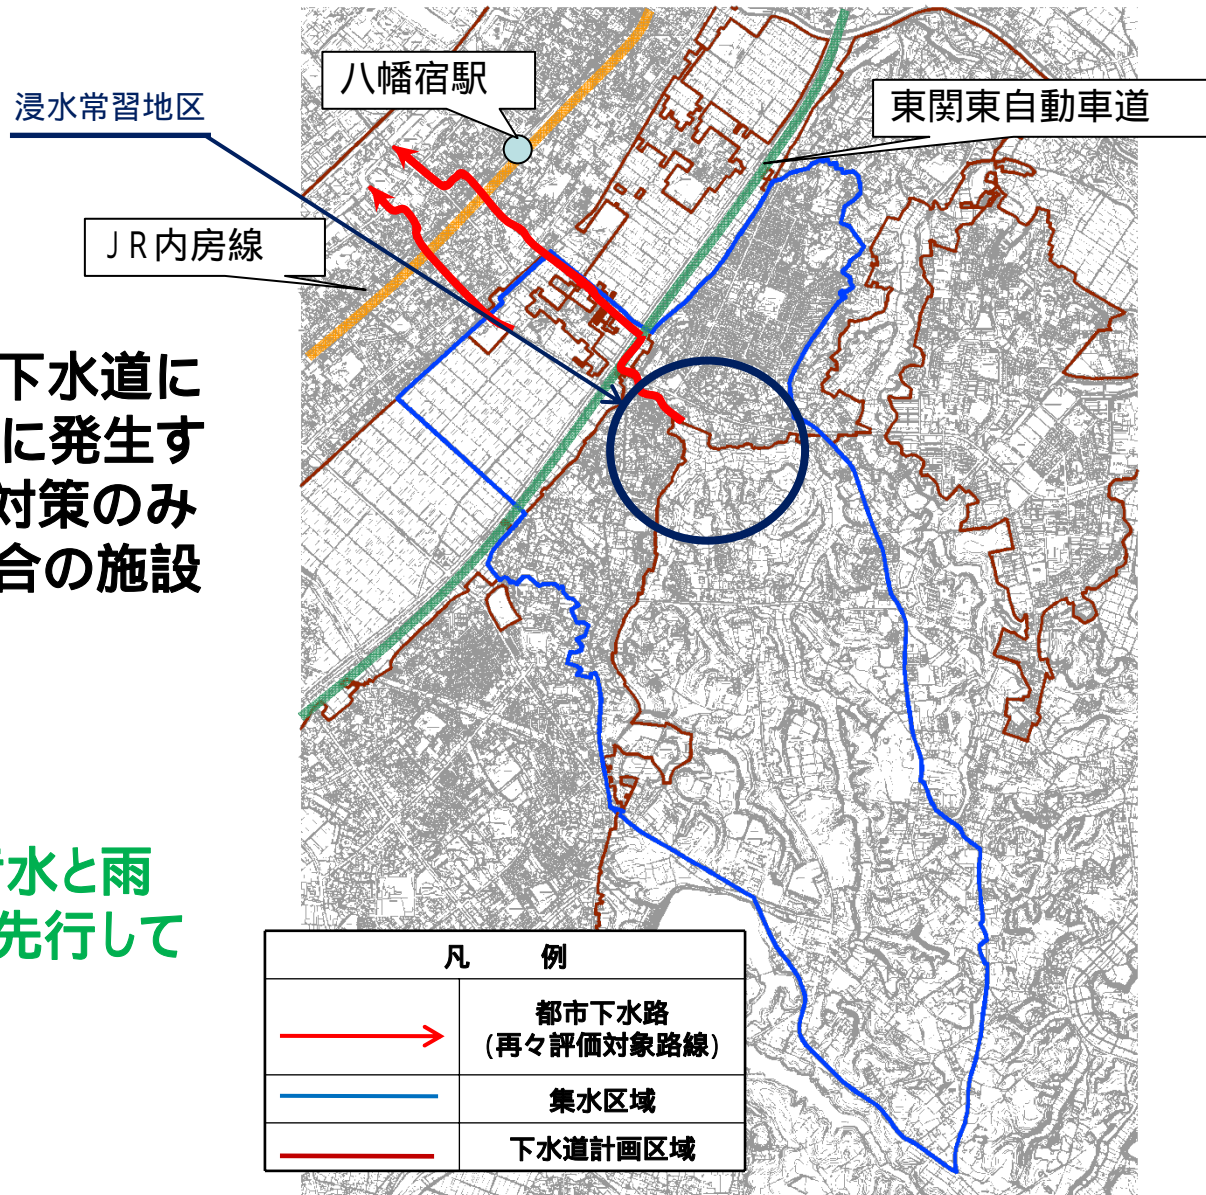 八幡宿駅
浸水常習地区
東関東自動車道
JR内房線
下水道に
に発生す
対策のみ
合の施設
水と雨
先行して
凡 例
都市下水路
(再々評価対象路線)
集水区域
下水道計画区域